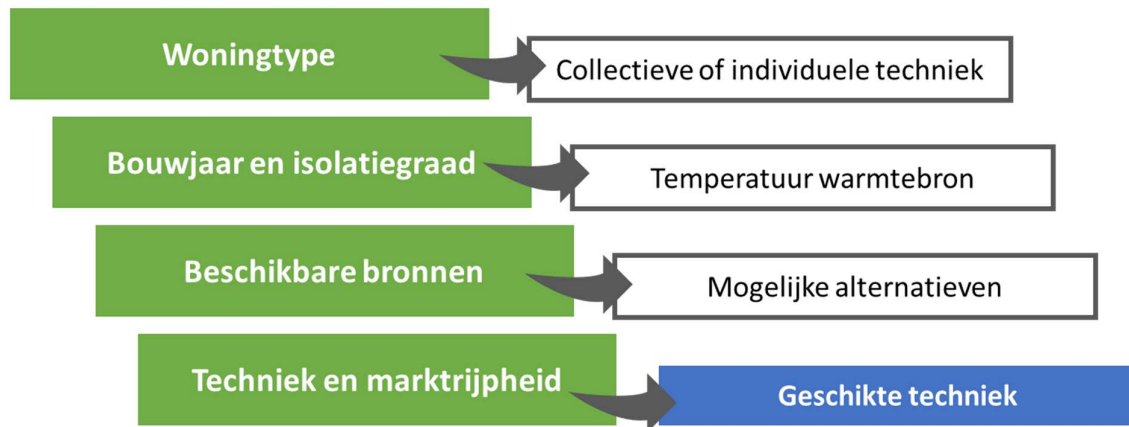 Woningtype
Collectieve of individuele techniek
Bouwjaar en isolatiegraad
Temperatuur warmtebron
Beschikbare bronnen
Mogelijke alternatieven
Techniek en marktrijpheid
Geschikte techniek